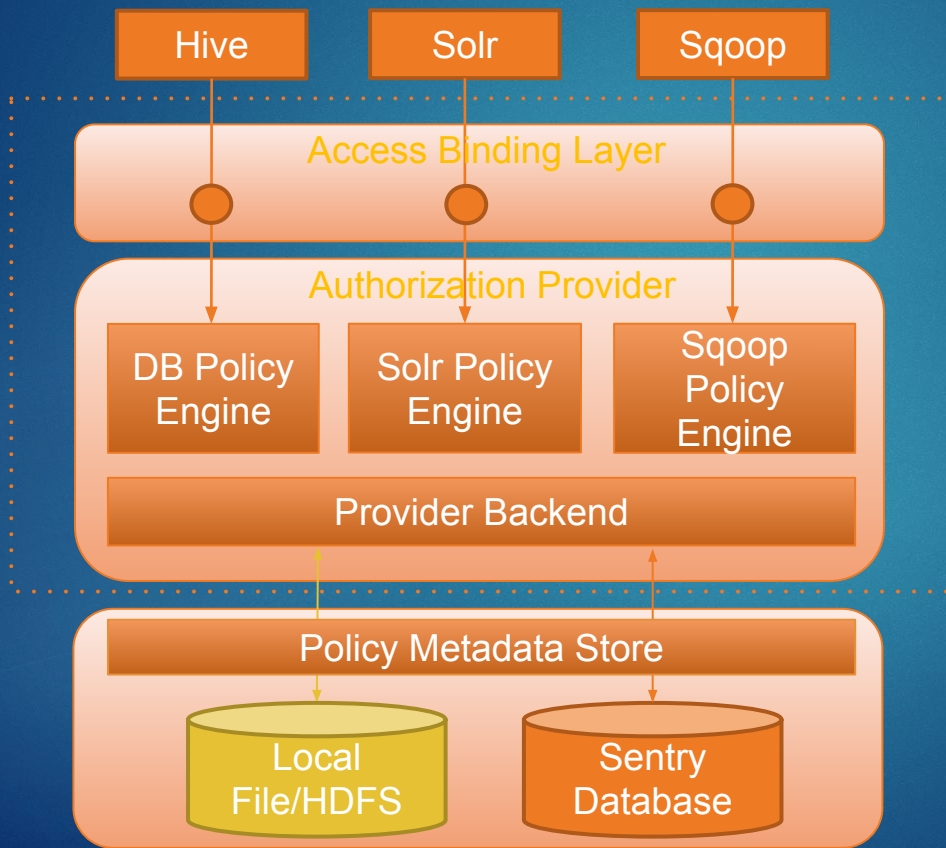 Hive
Solr
Sqoop
Access Binding Layer
Authorization Provider
DB Policy
Engine
Solr Policy
Engine
Sqoop
Policy
Engine
Provider Backend
Policy Metadata Store
Local
File/HDFS
Sentry
Database